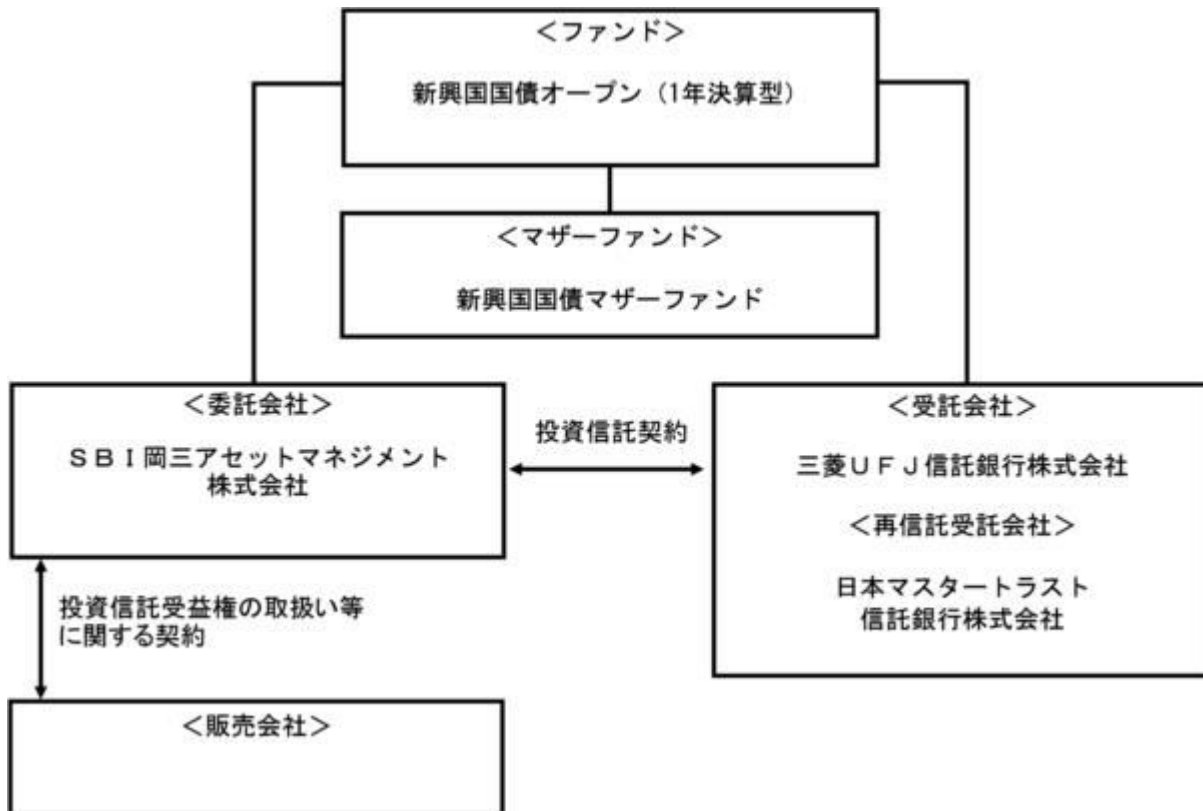 ＜ファンド＞
新興国国債オープン（1年決算型）
＜マザーファンド＞
新興国国債マザーファンド
＜委託会社＞
ＳＢＩ岡三アセットマネジメント
株式会社
投資信託契約
＜受託会社＞
三菱ＵＦＪ信託銀行株式会社
＜再信託受託会社＞
日本マスタートラスト
信託銀行株式会社
投資信託受益権の取扱い等
に関する契約
＜販売会社＞